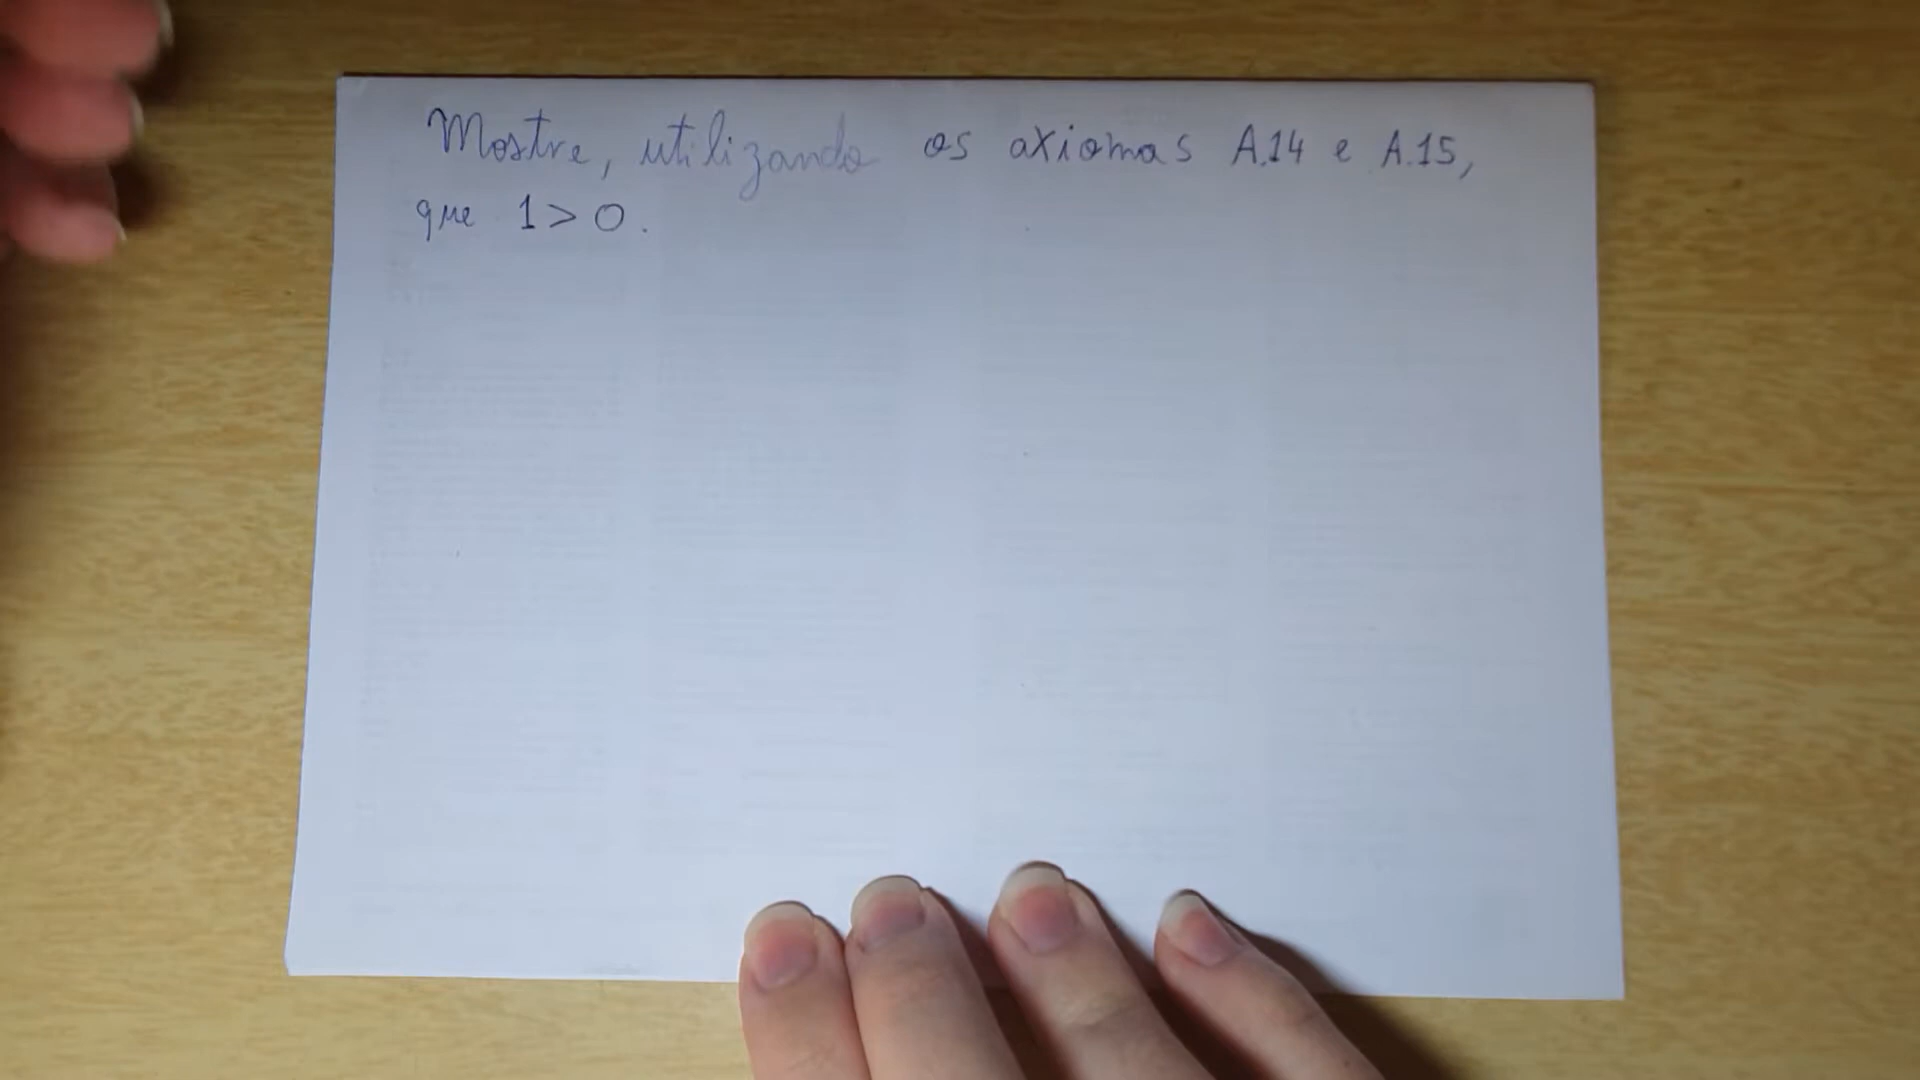 Mostre, utilizando os axiomas A.14 e A.15,
que 1 > 0.